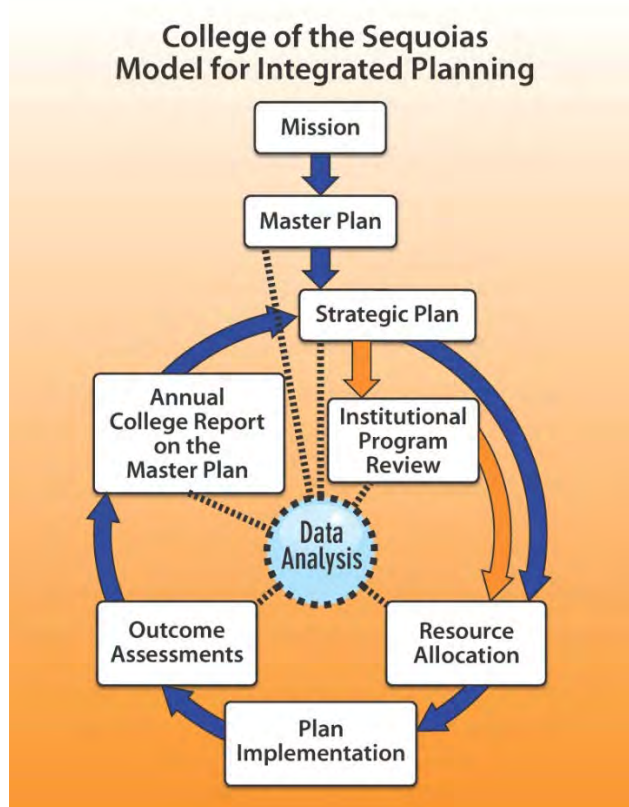 College of the Sequoias
Model for Integrated Planning
Mission
Master Plan
Strategic Plan
Annual
College Report
on the
Master Plan
Institutional
Program
Review
Data
Analysis
Outcome
Assessments
Resource
Allocation
Plan
Implementation